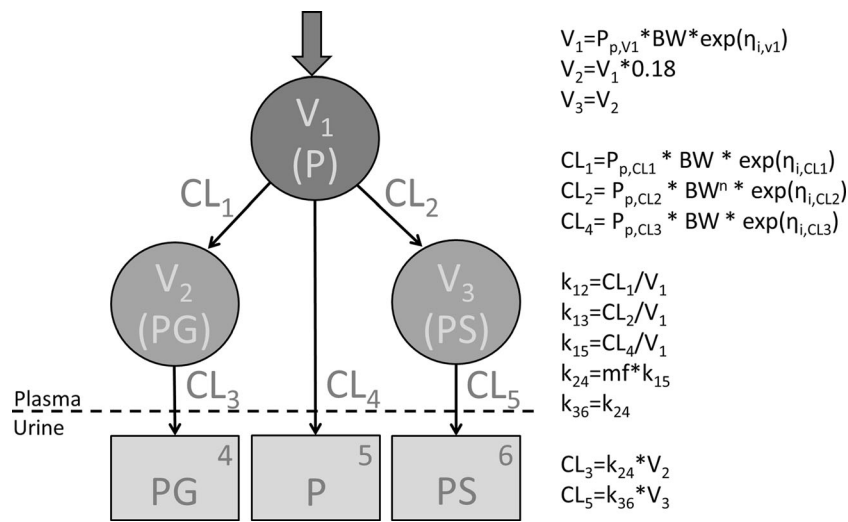 V₁
(P)
CL₁
CL₂
V₂
(PG)
V₃
(PS)
CL₃
CL₄
CL₅
Plasma
Urine
4
PG
5
P
6
PS
V₁=Pₚ,V₁*BW*exp(ηᵢ,ᵥ₁)
V₂=V₁*0.18
V₃=V₂
CL₁=Pₚ,CL₁ * BW * exp(ηᵢ,CL₁)
CL₂= Pₚ,CL₂ * BWⁿ * exp(ηᵢ,CL₂)
CL₄= Pₚ,CL₃ * BW * exp(ηᵢ,CL₃)
k₁₂=CL₁/V₁
k₁₃=CL₂/V₁
k₁₅=CL₄/V₁
k₂₄=mf*k₁₅
k₃₆=k₂₄
CL₃=k₂₄*V₂
CL₅=k₃₆*V₃